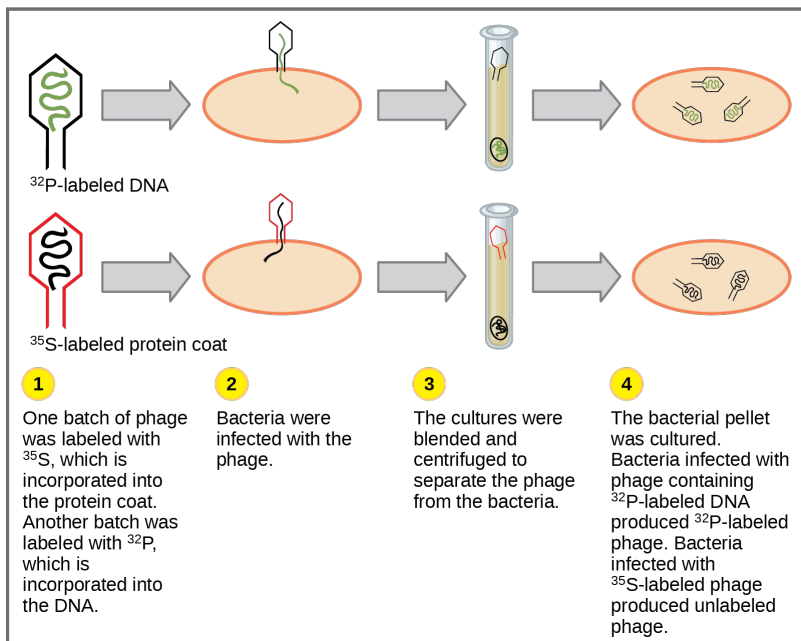 ³²P-labeled DNA
³⁵S-labeled protein coat
1
One batch of phage
was labeled with
³⁵S, which is
incorporated into
the protein coat.
Another batch was
labeled with ³²P,
which is
incorporated into
the DNA.
2
Bacteria were
infected with the
phage.
3
The cultures were
blended and
centrifuged to
separate the phage
from the bacteria.
4
The bacterial pellet
was cultured.
Bacteria infected with
phage containing
³²P-labeled DNA
produced ³²P-labeled
phage. Bacteria
infected with
³⁵S-labeled phage
produced unlabeled
phage.